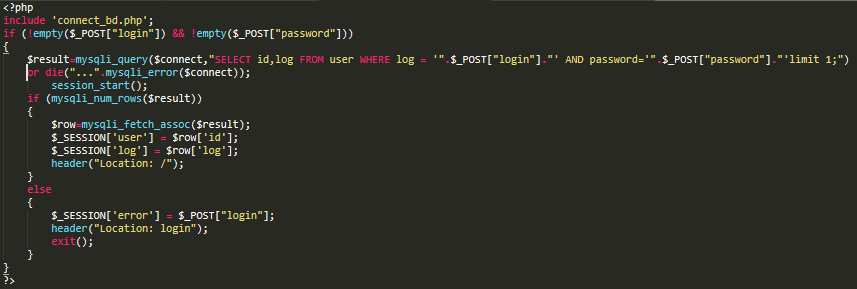 <?php
include 'connect_bd.php';
if (!empty($_POST["login"]) && !empty($_POST["password"]))
{
$result=mysqli_query($connect,"SELECT id,log FROM user WHERE log = '".$_POST["login"]."' AND password='".$_POST["password"]."'limit 1;")
or die("...".mysqli_error($connect));
session_start();
if (mysqli_num_rows($result))
{
$row=mysqli_fetch_assoc($result);
$_SESSION['user'] = $row['id'];
$_SESSION['log'] = $row['log'];
header("Location: /");
}
else
{
$_SESSION['error'] = $_POST["login"];
header("Location: login");
exit();
}
}
?>